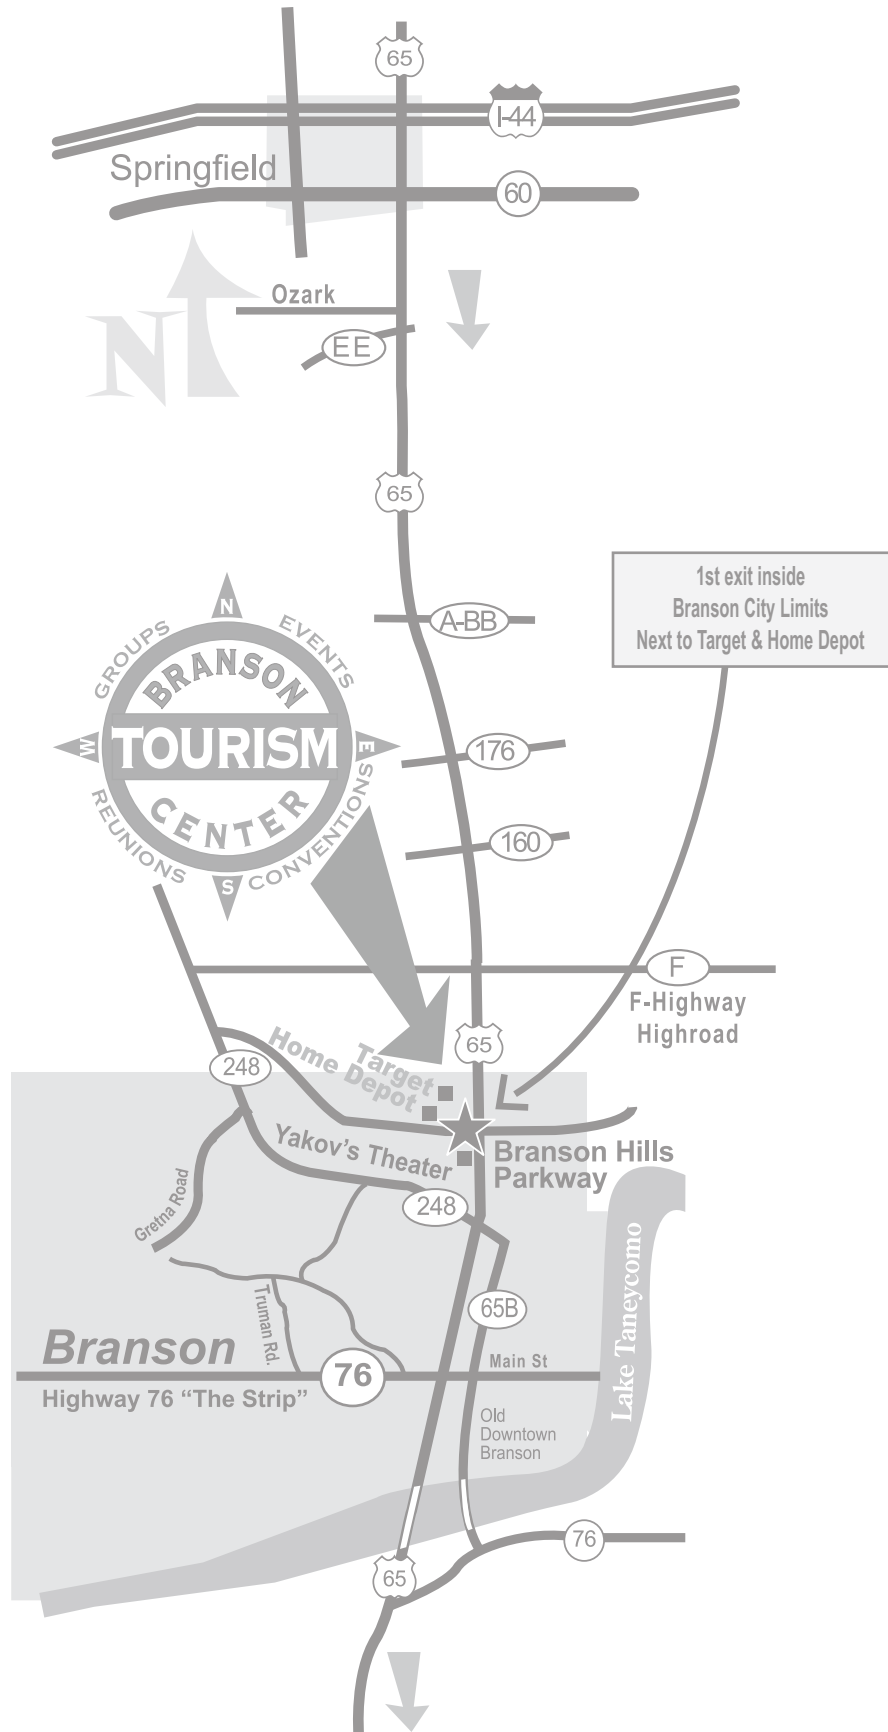 65
I-44
Springfield
60
N
Ozark
EE
65
1st exit inside
Branson City Limits
Next to Target & Home Depot
A-BB
N
GROUPS
EVENTS
BRANSON
W
TOURISM
E
CENTER
REUNIONS
CONVENTIONS
S
176
160
F
F-Highway
Highroad
65
248
Home Depot
Target
Yakov's Theater
Branson Hills
Parkway
Gretna Road
248
Lake Taneycomo
65B
Truman Rd.
Branson
76
Main St
Highway 76 “The Strip”
Old
Downtown
Branson
76
65